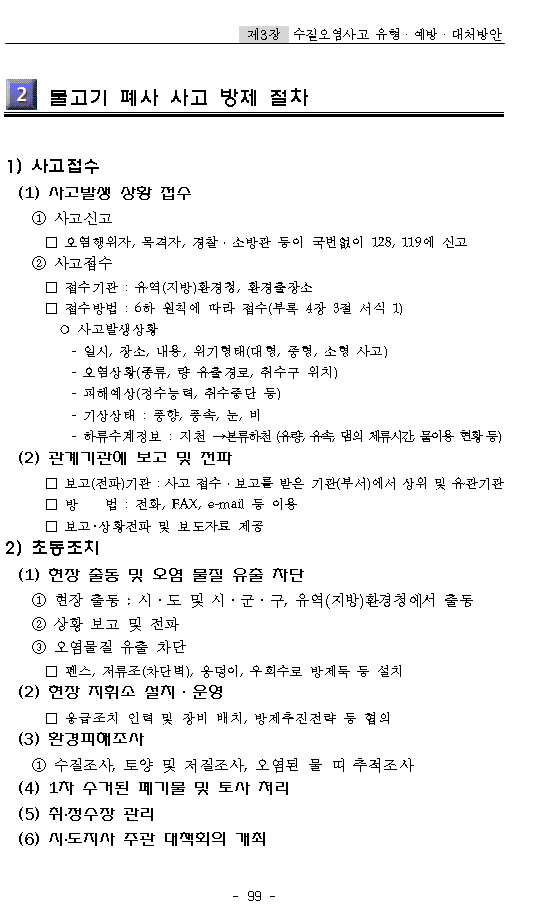 제3장 수질오염사고 유형·예방·대처방안
2 물고기 폐사 사고 방제 절차
1) 사고접수
(1) 사고발생 상황 접수
① 사고신고
□ 오염행위자, 목격자, 경찰·소방관 등이 국번없이 128, 119에 신고
② 사고접수
□ 접수기관 : 유역(지방)환경청, 환경출장소
□ 접수방법 : 6하 원칙에 따라 접수(부록 4장 3절 서식 1)
○ 사고발생상황
- 일시, 장소, 내용, 위기형태(대형, 중형, 소형 사고)
- 오염상황(종류, 량 유출경로, 취수구 위치)
- 피해예상(정수능력, 취수중단 등)
- 기상상태 : 풍향, 풍속, 눈, 비
- 하류수계정보 : 지천 →본류하천 (유량, 유속, 댐의 체류시간, 물이용 현황 등)
(2) 관계기관에 보고 및 전파
□ 보고(전파)기관 : 사고 접수·보고를 받은 기관(부서)에서 상위 및 유관기관
□ 방 법 : 전화, FAX, e-mail 등 이용
□ 보고·상황전파 및 보도자료 제공
2) 초동조치
(1) 현장 출동 및 오염 물질 유출 차단
① 현장 출동 : 시·도 및 시·군·구, 유역(지방)환경청에서 출동
② 상황 보고 및 전파
③ 오염물질 유출 차단
□ 펜스, 저류조(차단벽), 웅덩이, 우회수로 방제둑 등 설치
(2) 현장 지휘소 설치·운영
□ 응급조치 인력 및 장비 배치, 방제추진전략 등 협의
(3) 환경피해조사
① 수질조사, 토양 및 저질조사, 오염된 물 띠 추적조사
(4) 1차 수거된 폐기물 및 토사 처리
(5) 취·정수장 관리
(6) 시·도지사 주관 대책회의 개최
- 99 -